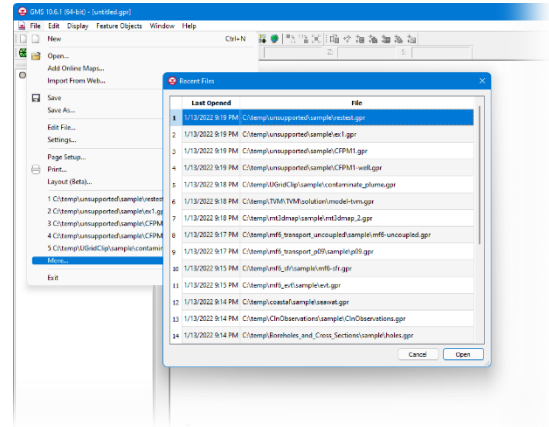 GMS 10.6.1 (64-bit) - [untitled.gpr]
File Edit Display Feature Objects Window Help
New Ctrl+N
Open...
Add Online Maps...
Import From Web...
Save
Save As...
Edit File...
Settings...
Page Setup...
Print...
Layout (Beta)...
1 C:\temp\unsupported\sample\restest
2 C:\temp\unsupported\sample\ex1.gp
3 C:\temp\unsupported\sample\CFPM
4 C:\temp\unsupported\sample\CFPM
5 C:\temp\UGridClip\sample\contamin
More...
Exit
Z: S:
Recent Files
Last Opened File
1 1/13/2022 9:19 PM C:\temp\unsupported\sample\restest.gpr
2 1/13/2022 9:19 PM C:\temp\unsupported\sample\ex1.gpr
3 1/13/2022 9:19 PM C:\temp\unsupported\sample\CFPM1.gpr
4 1/13/2022 9:19 PM C:\temp\unsupported\sample\CFPM1-well.gpr
5 1/13/2022 9:18 PM C:\temp\UGridClip\sample\contaminate_plume.gpr
6 1/13/2022 9:18 PM C:\temp\TVM\TVM\solution\model-tvm.gpr
7 1/13/2022 9:18 PM C:\temp\mt3dmap\sample\mt3dmap_2.gpr
8 1/13/2022 9:17 PM C:\temp\mf6_transport_uncoupled\sample\mf6-uncoupled.gpr
9 1/13/2022 9:17 PM C:\temp\mf6_transport_p09\sample\p09.gpr
10 1/13/2022 9:15 PM C:\temp\mf6_sfr\sample\mf6-sfr.gpr
11 1/13/2022 9:15 PM C:\temp\mf6_evt\sample\evt.gpr
12 1/13/2022 9:14 PM C:\temp\coastal\sample\seawat.gpr
13 1/13/2022 9:14 PM C:\temp\ClnObservations\sample\ClnObservations.gpr
14 1/13/2022 9:14 PM C:\temp\Boreholes_and_Cross_Sections\sample\holes.gpr
Cancel Open